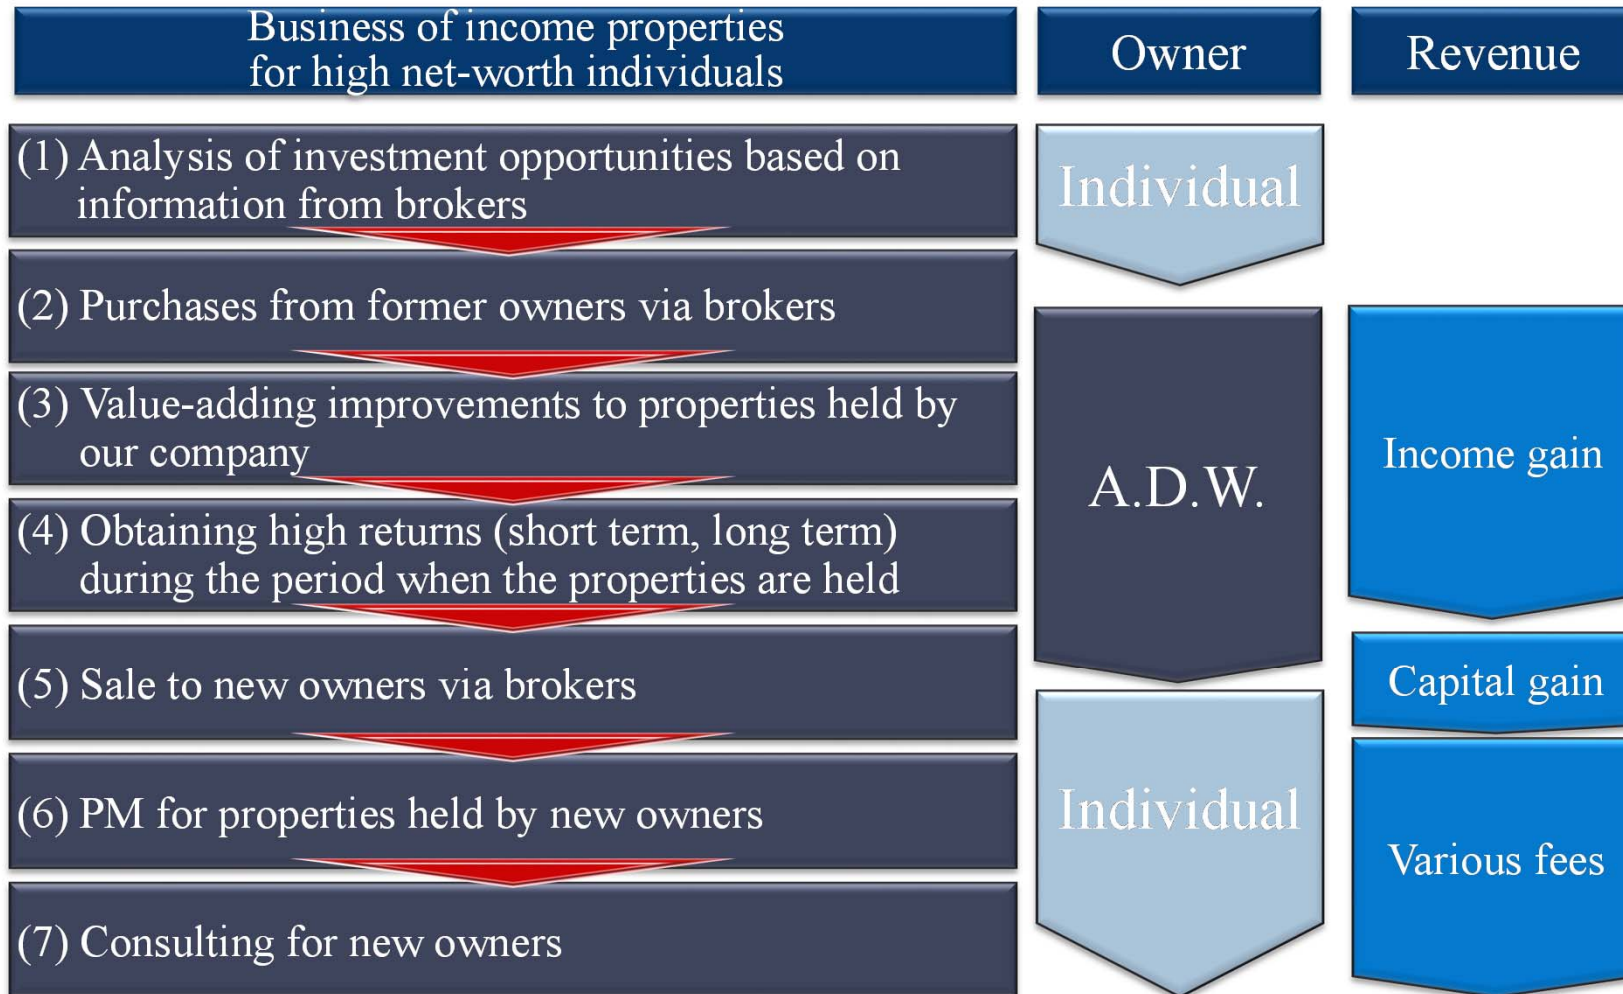 Business of income properties
for high net-worth individuals
Owner
Revenue
(1) Analysis of investment opportunities based on
information from brokers
Individual
(2) Purchases from former owners via brokers
(3) Value-adding improvements to properties held by
our company
A.D.W.
Income gain
(4) Obtaining high returns (short term, long term)
during the period when the properties are held
(5) Sale to new owners via brokers
Capital gain
(6) PM for properties held by new owners
Individual
Various fees
(7) Consulting for new owners